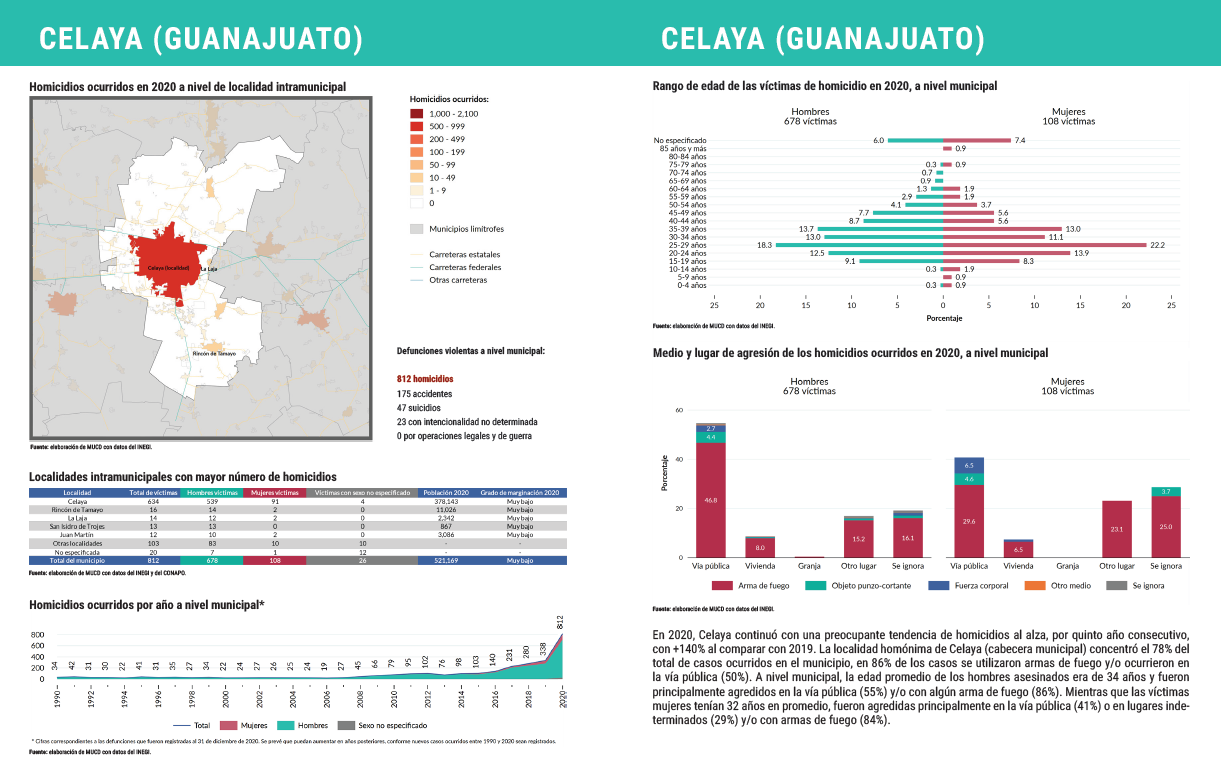 CELAYA (GUANAJUATO)
Homicidios ocurridos en 2020 a nivel de localidad intramunicipal
Celaya (localidad)
La Laja
Rincón de Tamayo
Homicidios ocurridos:
1,000 - 2,100
500 - 999
200 - 499
100 - 199
50 - 99
10 - 49
1 - 9
0
Municipios limítrofes
Carreteras estatales
Carreteras federales
Otras carreteras
Defunciones violentas a nivel municipal:
812 homicidios
175 accidentes
47 suicidios
23 con intencionalidad no determinada
0 por operaciones legales y de guerra
Fuente: elaboración de MUCD con datos del INEGI.
Localidades intramunicipales con mayor número de homicidios
Localidad Total de víctimas Hombres víctimas Mujeres víctimas Víctimas con sexo no especificado Población 2020 Grado de marginación 2020
Celaya 634 539 91 4 378,143 Muy bajo
Rincón de Tamayo 16 14 2 0 11,026 Muy bajo
La Laja 14 12 2 0 2,342 Muy bajo
San Isidro de Trojes 13 13 0 0 867 Muy bajo
Juan Martín 12 10 2 0 3,086 Muy bajo
Otras localidades 103 83 10 10 - -
No especificada 20 7 1 12 - -
Total del municipio 812 678 108 26 521,169 Muy bajo
Fuente: elaboración de MUCD con datos del INEGI y del CONAPO.
Homicidios ocurridos por año a nivel municipal*
800
600
400
200
0
34 42 31 30 22 41 31 35 27 34 24 31 24 24 21 26 27 27 45 66 79 95 102 76 98 103 140 231 280 338 812
1990 1992 1994 1996 1998 2000 2002 2004 2006 2008 2010 2012 2014 2016 2018 2020
Total Mujeres Hombres Sexo no especificado
* Cifras correspondientes a las defunciones que fueron registradas al 31 de diciembre de 2020. Se prevé que puedan aumentar en años posteriores, conforme nuevos casos ocurridos entre 1990 y 2020 sean registrados.
Fuente: elaboración de MUCD con datos del INEGI.
CELAYA (GUANAJUATO)
Rango de edad de las víctimas de homicidio en 2020, a nivel municipal
Hombres Mujeres
678 víctimas 108 víctimas
No especificado 6.0 7.4
85 años y más 0.9
80-84 años
75-79 años 0.3 0.9
70-74 años 0.7
65-69 años 0.9
60-64 años 1.3 1.9
55-59 años 2.9 1.9
50-54 años 4.1 3.7
45-49 años 7.7 5.6
40-44 años 8.7 5.6
35-39 años 13.7 13.0
30-34 años 13.0 11.1
25-29 años 18.3 22.2
20-24 años 12.5 13.9
15-19 años 9.1 8.3
10-14 años 0.3 1.9
5-9 años 0.9
0-4 años 0.3 0.9
25 20 15 10 5 0 5 10 15 20 25
Porcentaje
Fuente: elaboración de MUCD con datos del INEGI.
Medio y lugar de agresión de los homicidios ocurridos en 2020, a nivel municipal
Hombres Mujeres
678 víctimas 108 víctimas
Porcentaje
60
40
20
0
2.7
4.4
46.8
8.0
15.2
16.1
6.5
4.6
29.6
6.5
23.1
3.7
25.0
Vía pública Vivienda Granja Otro lugar Se ignora Vía pública Vivienda Granja Otro lugar Se ignora
Arma de fuego Objeto punzo-cortante Fuerza corporal Otro medio Se ignora
Fuente: elaboración de MUCD con datos del INEGI.
En 2020, Celaya continuó con una preocupante tendencia de homicidios al alza, por quinto año consecutivo,
con +140% al comparar con 2019. La localidad homónima de Celaya (cabecera municipal) concentró el 78% del
total de casos ocurridos en el municipio, en 86% de los casos se utilizaron armas de fuego y/o ocurrieron en
la vía pública (50%). A nivel municipal, la edad promedio de los hombres asesinados era de 34 años y fueron
principalmente agredidos en la vía pública (55%) y/o con algún arma de fuego (86%). Mientras que las víctimas
mujeres tenían 32 años en promedio, fueron agredidas principalmente en la vía pública (41%) o en lugares inde-
terminados (29%) y/o con armas de fuego (84%).